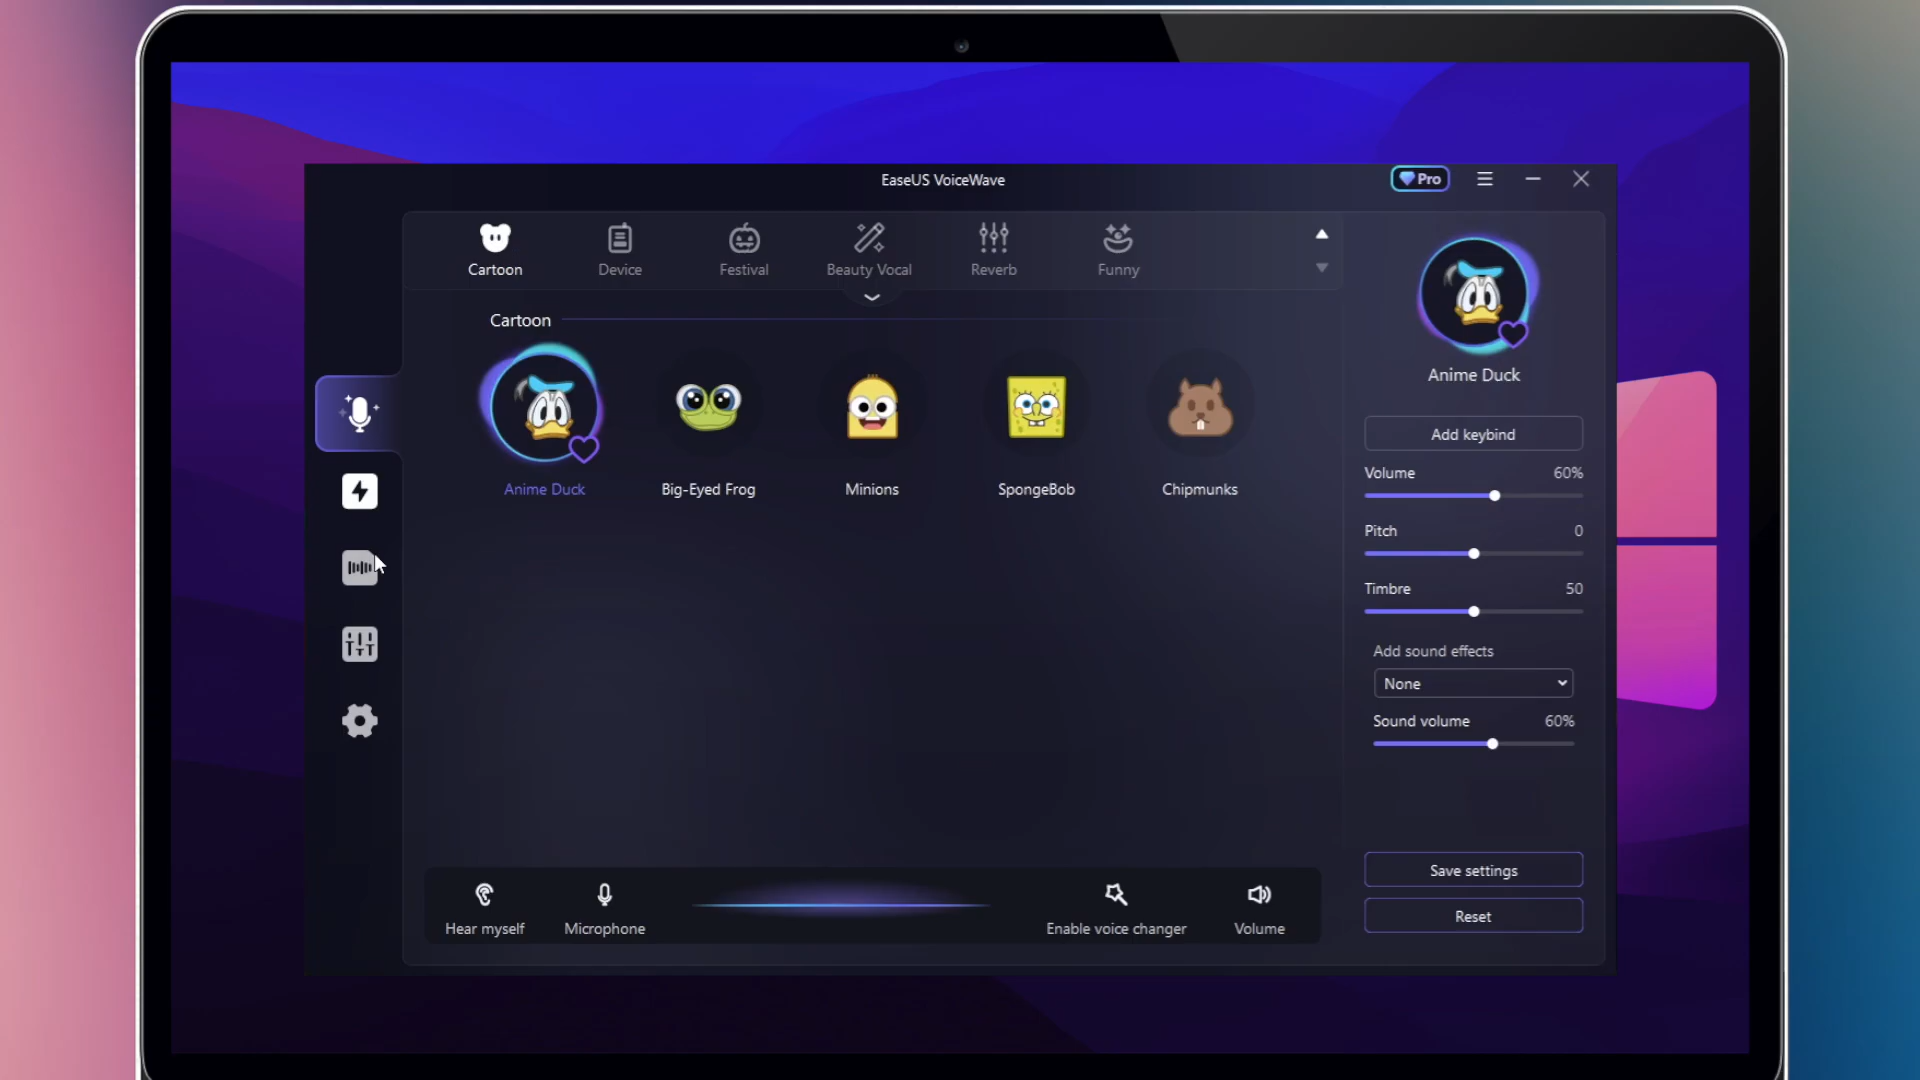 EaseUS VoiceWave
Pro
Cartoon
Device
Festival
Beauty Vocal
Reverb
Funny
Cartoon
Anime Duck
Big-Eyed Frog
Minions
SpongeBob
Chipmunks
Anime Duck
Add keybind
Volume 60%
Pitch 0
Timbre 50
Add sound effects
None
Sound volume 60%
Save settings
Reset
Hear myself
Microphone
Enable voice changer
Volume